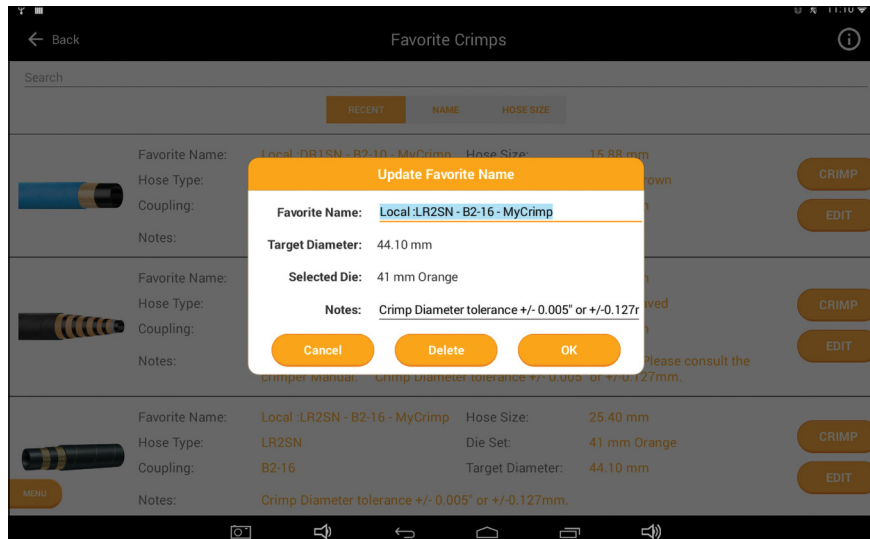 11:10
Back
Favorite Crimps
Search
RECENT NAME HOSE SIZE
Favorite Name: Local :DR1SN - B2-10 - MyCrimp Hose Size: 15.88 mm
Hose Type:
Coupling:
Notes:
CRIMP
EDIT
Update Favorite Name
Favorite Name: Local :LR2SN - B2-16 - MyCrimp
Target Diameter: 44.10 mm
Selected Die: 41 mm Orange
Notes: Crimp Diameter tolerance +/- 0.005" or +/-0.127
Cancel Delete OK
Favorite Name:
Hose Type:
Coupling:
Notes: Please consult the
crimper Manual. Crimp Diameter tolerance +/- 0.005" or +/-0.127mm.
CRIMP
EDIT
Favorite Name: Local :LR2SN - B2-16 - MyCrimp Hose Size: 25.40 mm
Hose Type: LR2SN Die Set: 41 mm Orange
Coupling: B2-16 Target Diameter: 44.10 mm
Notes: Crimp Diameter tolerance +/- 0.005" or +/-0.127mm.
CRIMP
EDIT
MENU